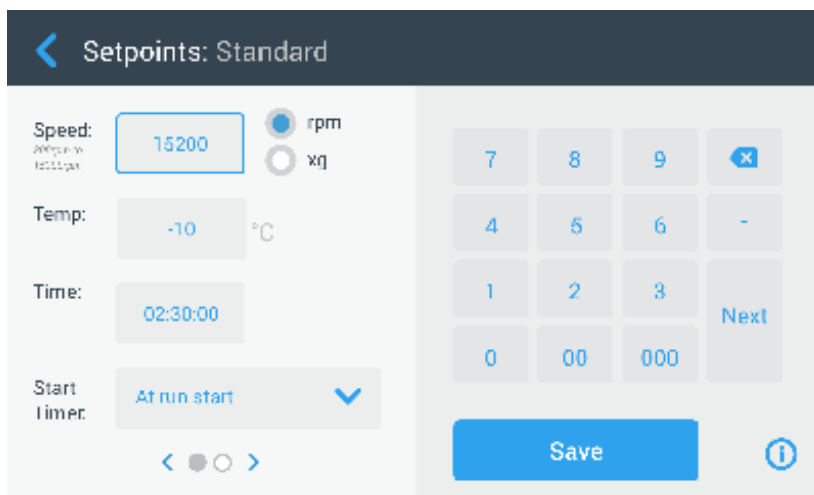 Setpoints: Standard
Speed:
15200
rpm
xg
Temp:
-10
°C
Time:
02:30:00
Start
Timer:
At run start
7 8 9
4 5 6 -
1 2 3
Next
0 00 000
Save